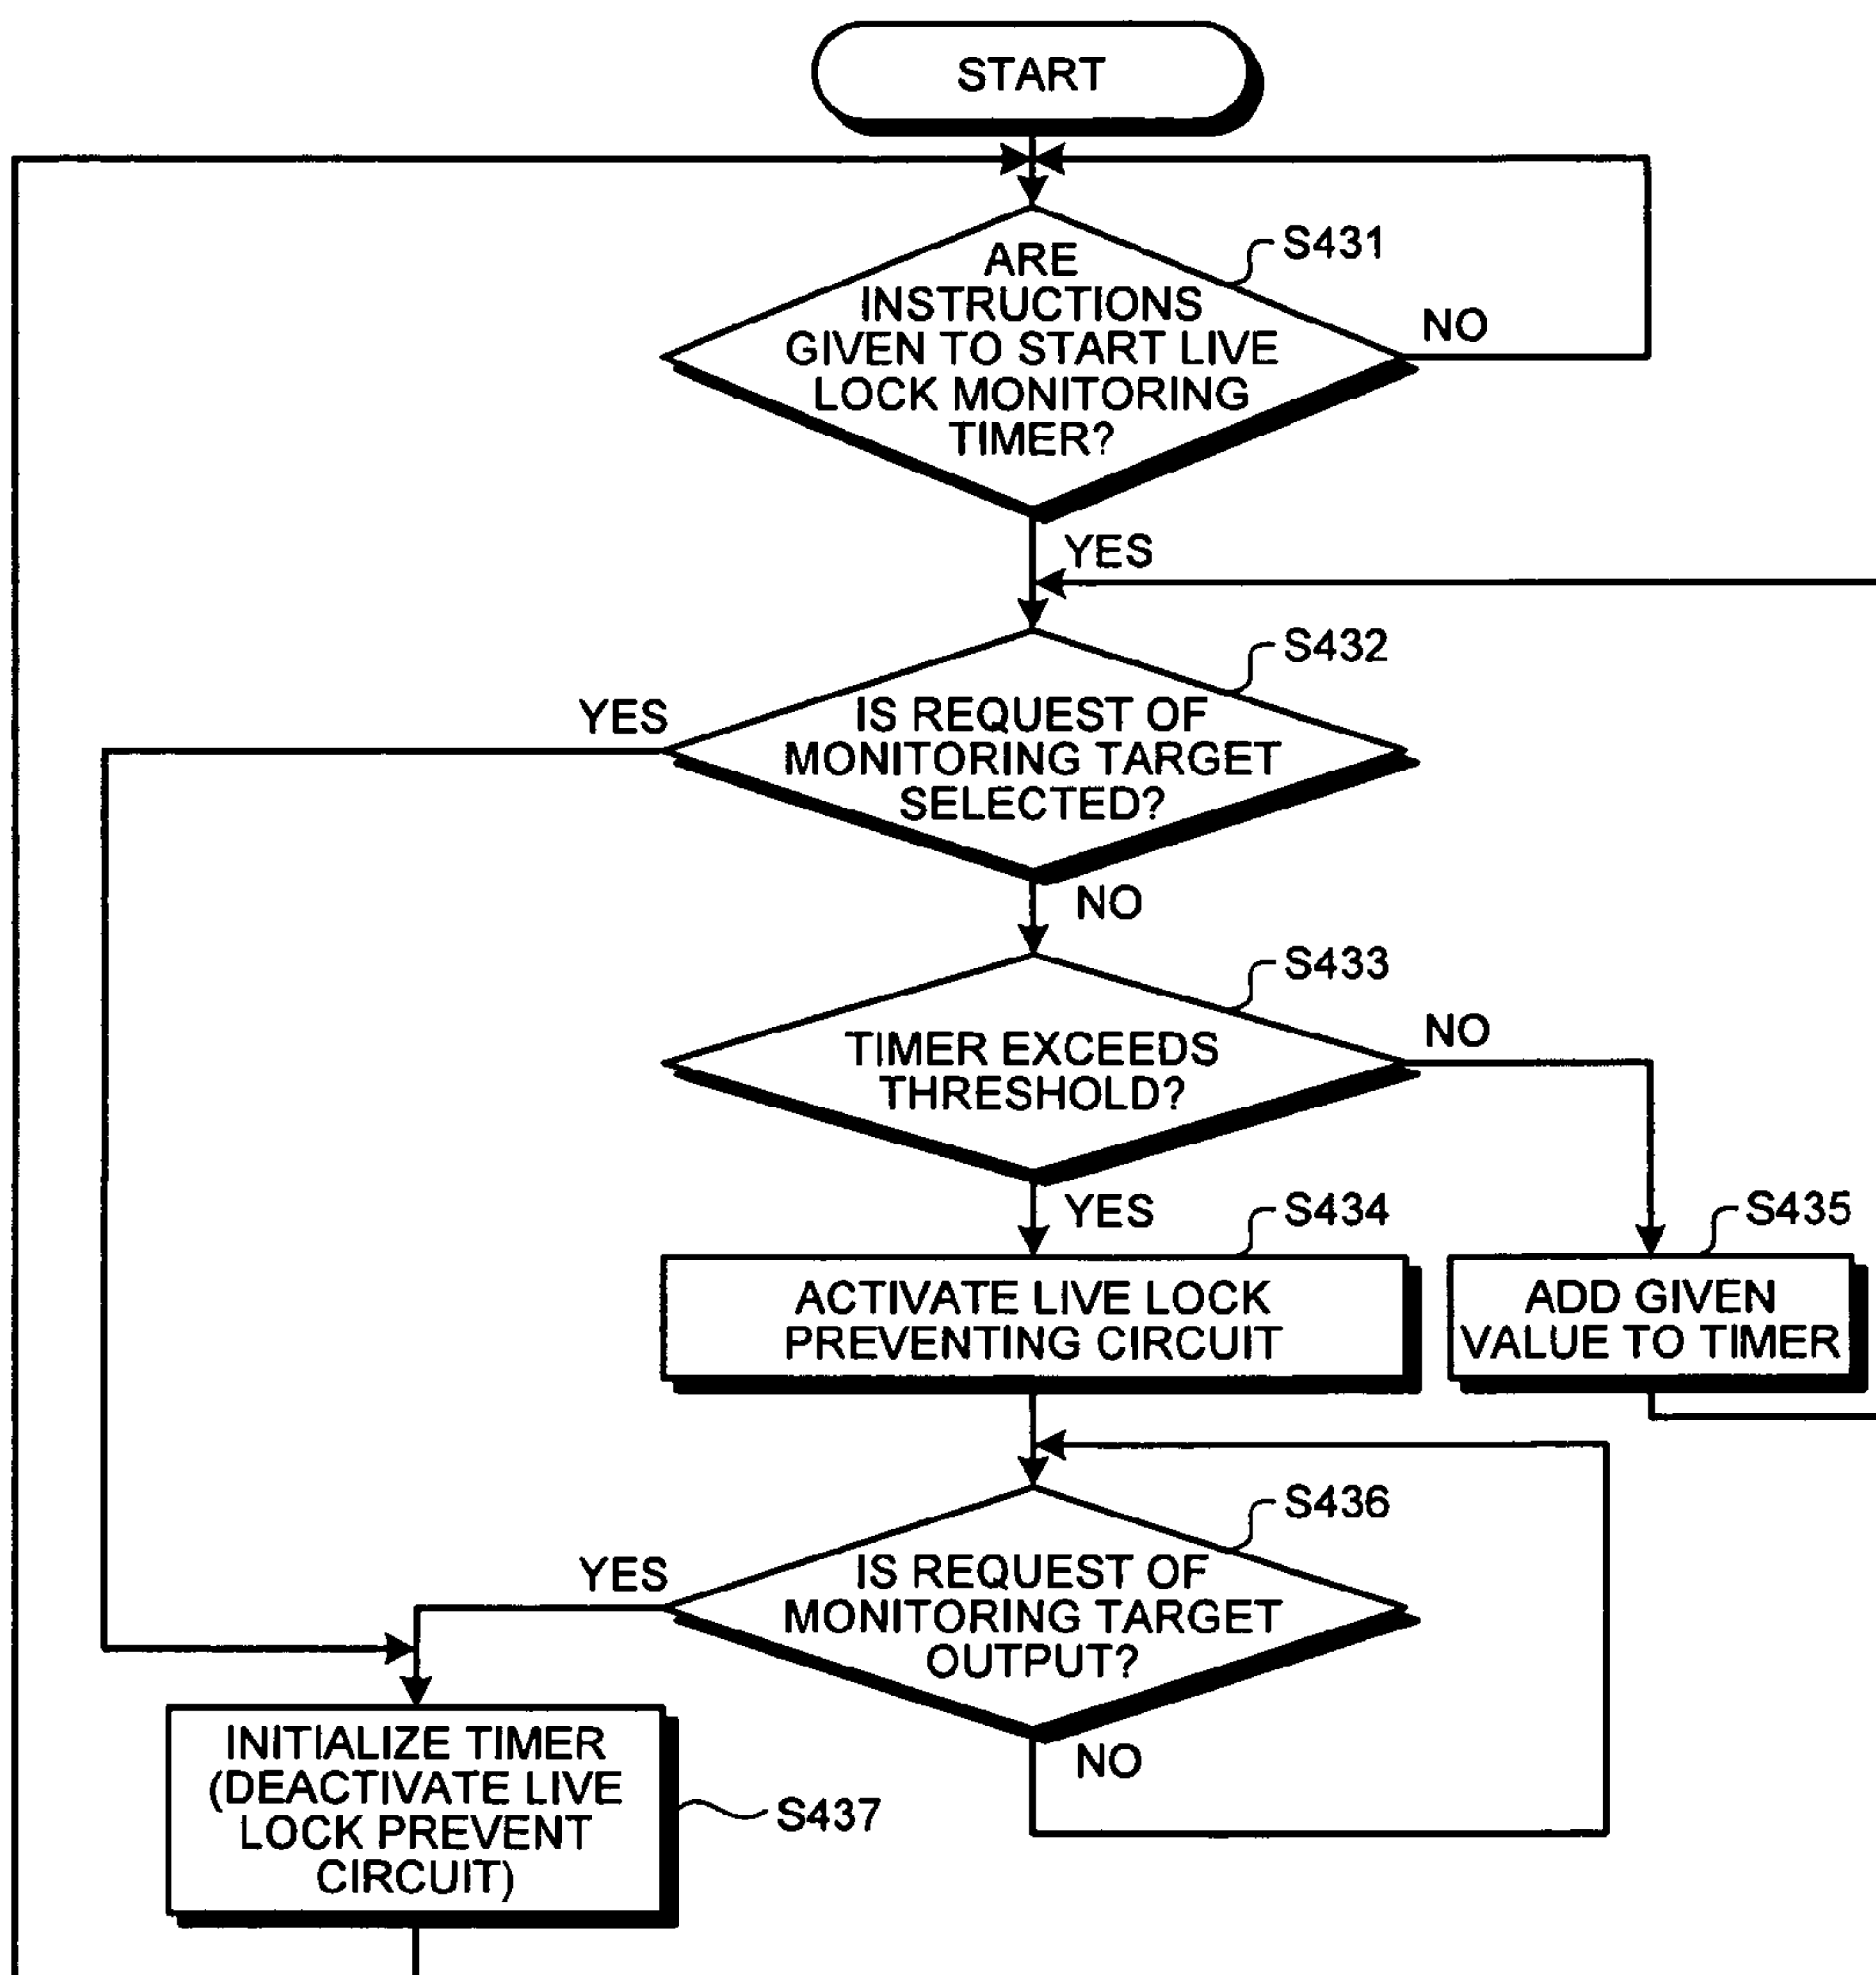 START
S431
ARE
INSTRUCTIONS
GIVEN TO START LIVE
LOCK MONITORING
TIMER?
NO
YES
S432
YES
IS REQUEST OF
MONITORING TARGET
SELECTED?
NO
S433
TIMER EXCEEDS
THRESHOLD?
NO
YES
S434
S435
ACTIVATE LIVE LOCK
PREVENTING CIRCUIT
ADD GIVEN
VALUE TO TIMER
S436
YES
IS REQUEST OF
MONITORING TARGET
OUTPUT?
NO
INITIALIZE TIMER
(DEACTIVATE LIVE
LOCK PREVENT
CIRCUIT)
S437